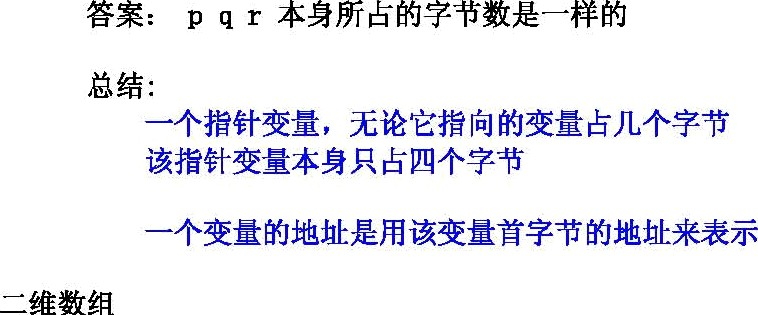 答案： p q r 本身所占的字节数是一样的
总结:
一个指针变量，无论它指向的变量占几个字节
该指针变量本身只占四个字节
一个变量的地址是用该变量首字节的地址来表示
二维数组